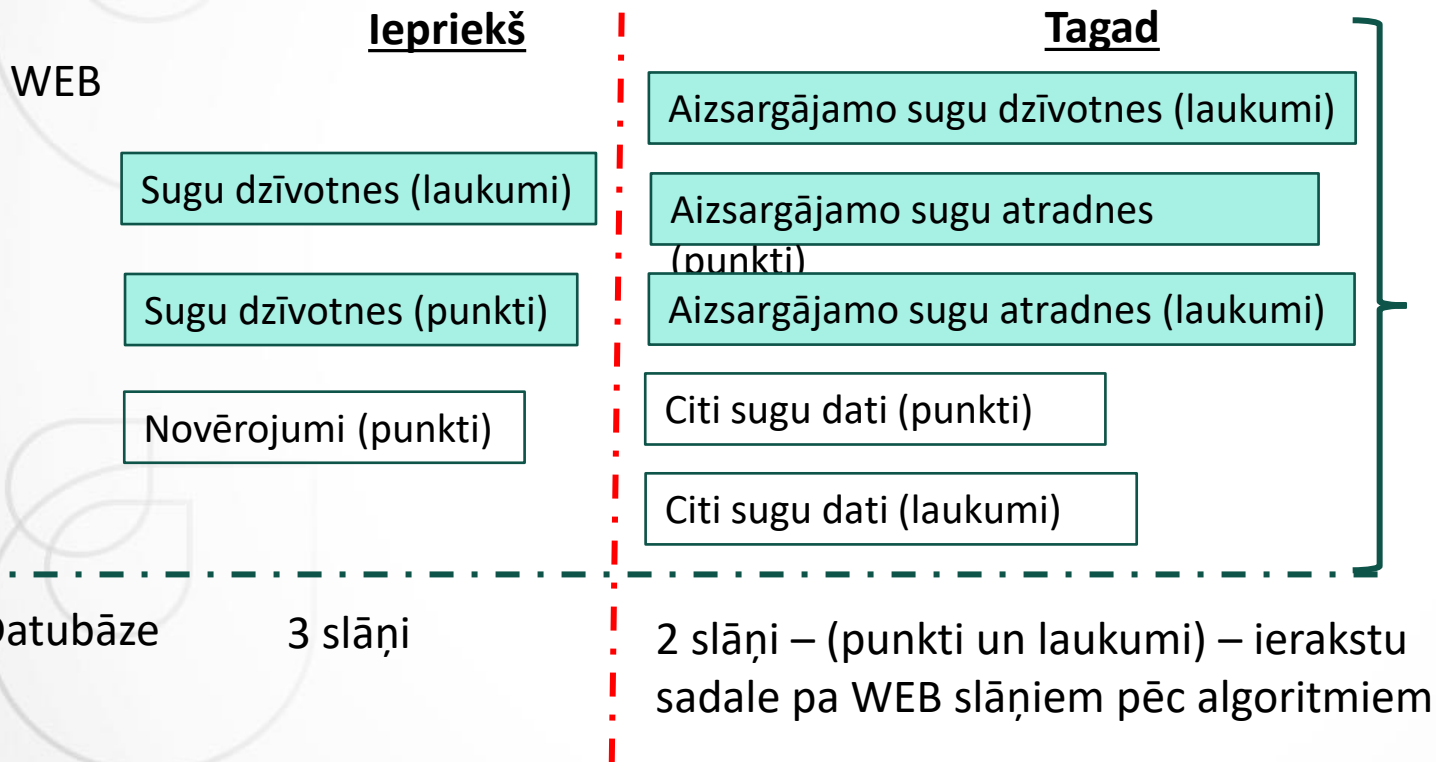 Iepriekš
Tagad
WEB
Sugu dzīvotnes (laukumi)
Sugu dzīvotnes (punkti)
Novērojumi (punkti)
Aizsargājamo sugu dzīvotnes (laukumi)
Aizsargājamo sugu atradnes
(punkti)
Aizsargājamo sugu atradnes (laukumi)
Citi sugu dati (punkti)
Citi sugu dati (laukumi)
Datubāze
3 slāņi
2 slāņi – (punkti un laukumi) – ierakstu
sadale pa WEB slāņiem pēc algoritmiem